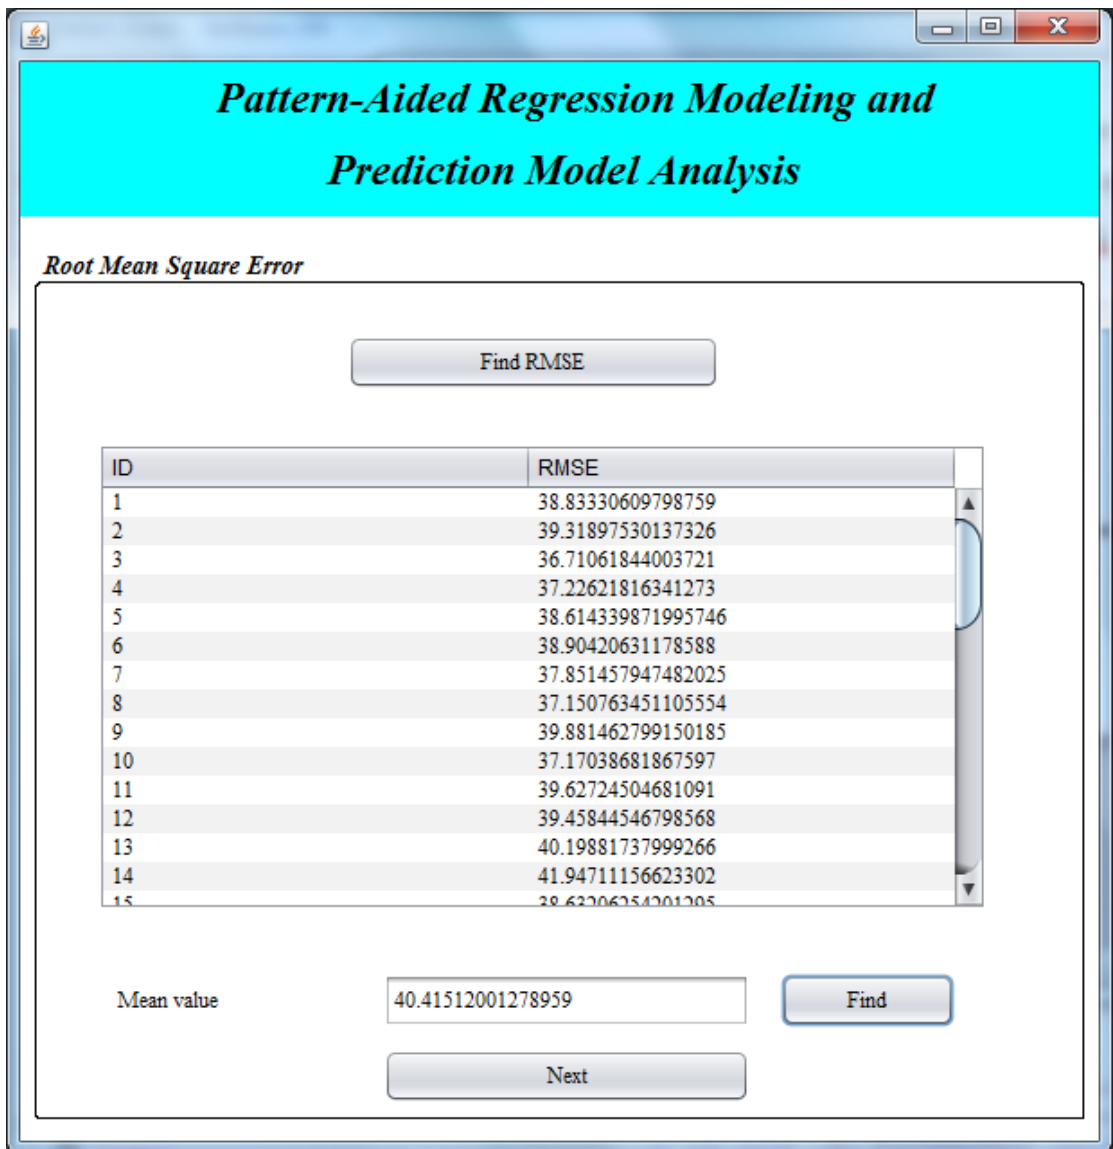 Pattern-Aided Regression Modeling and
Prediction Model Analysis
Root Mean Square Error
Find RMSE
ID RMSE
1 38.83330609798759
2 39.31897530137326
3 36.71061844003721
4 37.22621816341273
5 38.614339871995746
6 38.90420631178588
7 37.851457947482025
8 37.150763451105554
9 39.881462799150185
10 37.17038681867597
11 39.62724504681091
12 39.45844546798568
13 40.19881737999266
14 41.94711156623302
15 38.63206254201295
Mean value 40.41512001278959 Find
Next